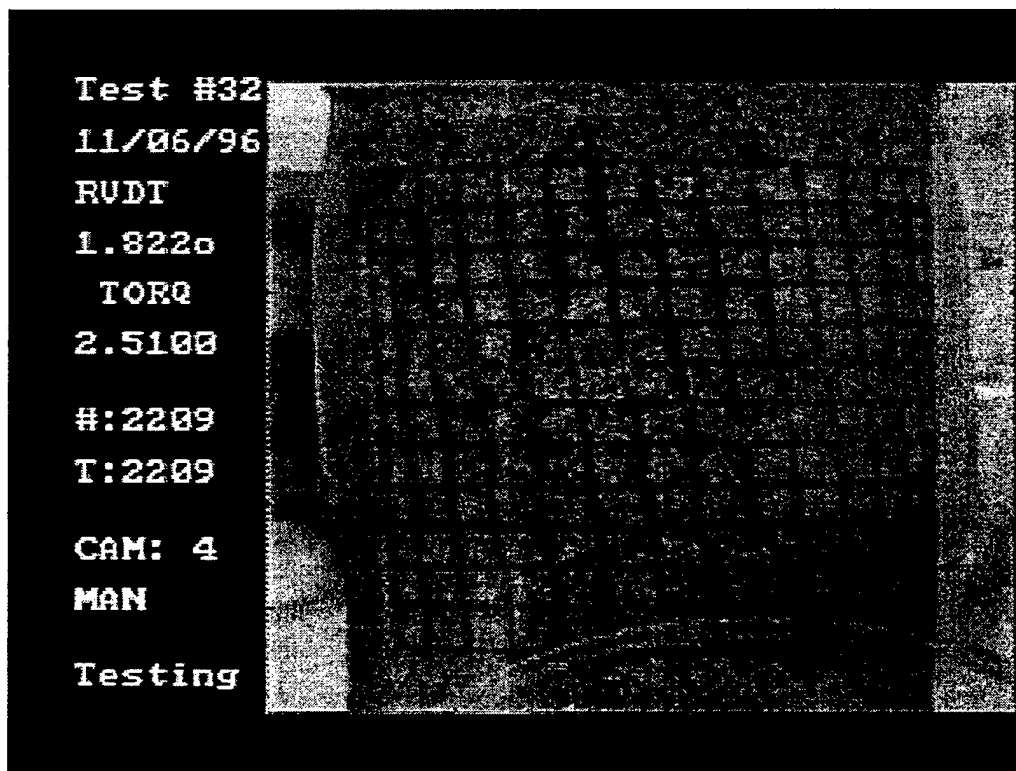 Test #32
11/06/96
RVDT
1.822o
TORQ
2.5100
#:2209
T:2209
CAM: 4
MAN
Testing